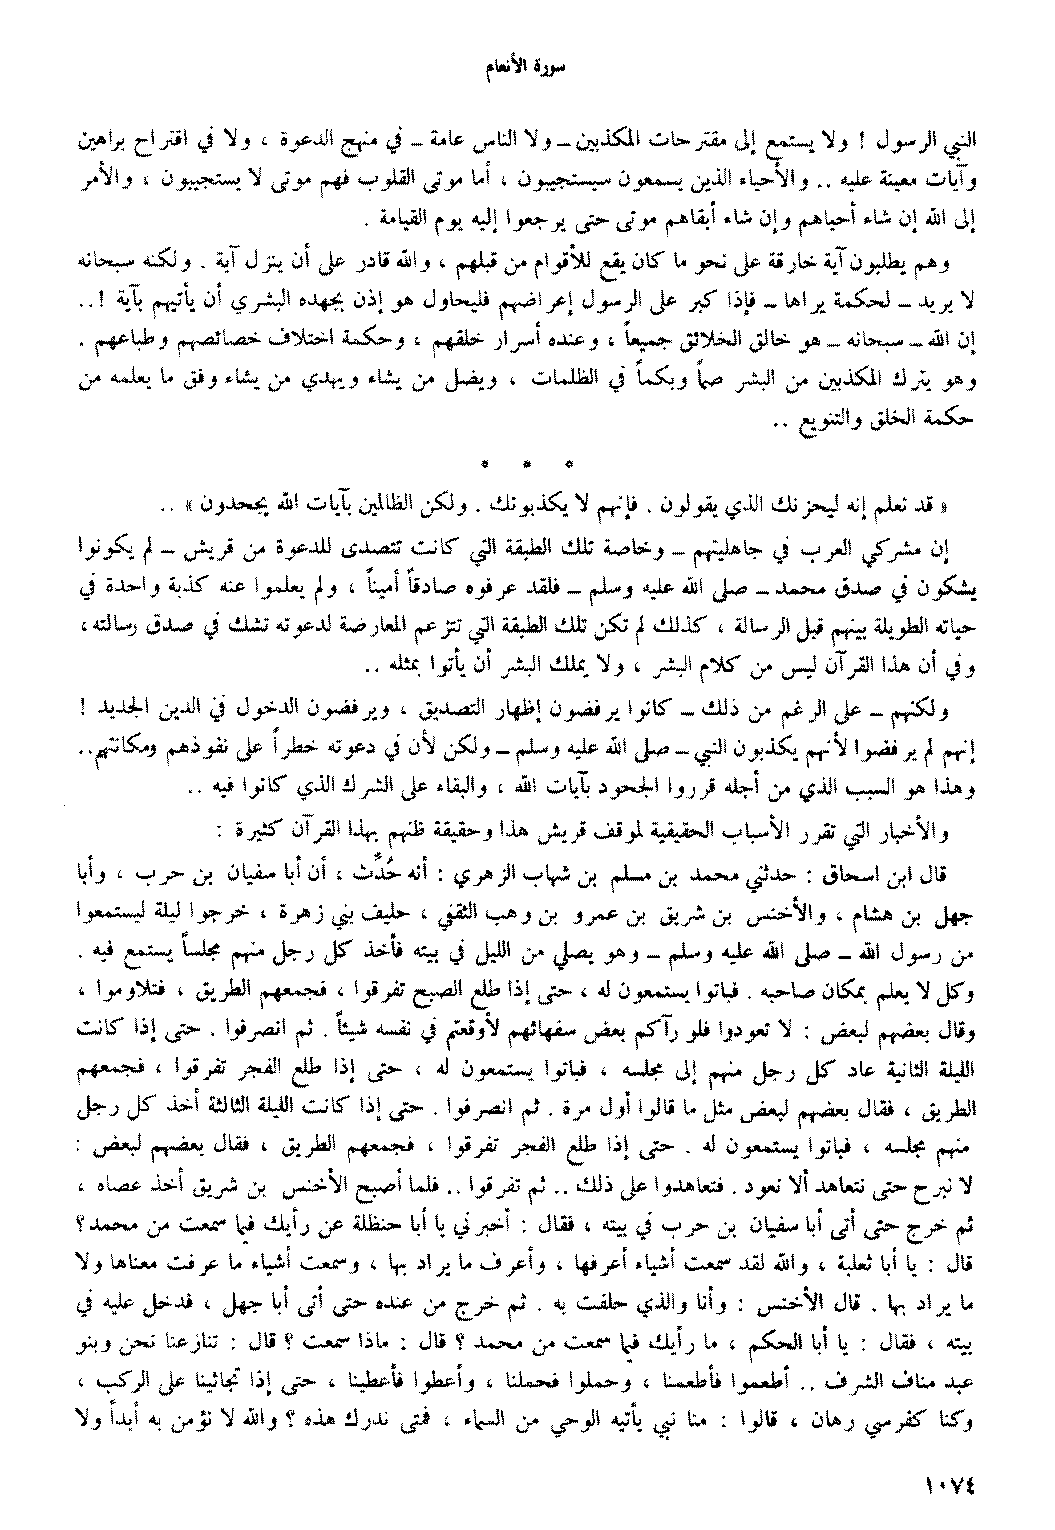 سورة الأنعام
النبي الرسول ! ولا يستمع إلى مقترحات المكذبين – ولا الناس عامة – في منهج الدعوة ، ولا في اقتراح براهين
وآيات معينة عليه .. والأحياء الذين يسمعون سيستجيبون ، أما موتى القلوب فهم موتى لا يستجيبون ، والأمر
إلى الله إن شاء أحياهم وإن شاء أبقاهم موتى حتى يرجعوا إليه يوم القيامة .
وهم يطلبون آية خارقة على نحو ما كان يقع للأقوام من قبلهم ، والله قادر على أن ينزل آية . ولكنه سبحانه
لا يريد – لحكمة يراها – فإذا كبر على الرسول إعراضهم فليحاول هو إذن بجهده البشري أن يأتيهم بآية !..
إن الله – سبحانه – هو خالق الخلائق جميعاً ، وعنده أسرار خلقهم ، وحكمة اختلاف خصائصهم وطباعهم .
وهو يترك المكذبين من البشر صماً وبكماً في الظلمات ، ويضل من يشاء ويهدي من يشاء وفق ما يعلمه من
حكمة الخلق والتنويع ..
* * *
« قد نعلم إنه ليحزنك الذي يقولون . فإنهم لا يكذبونك . ولكن الظالمين بآيات الله يجحدون » ..
إن مشركي العرب في جاهليتهم – وخاصة تلك الطبقة التي كانت تتصدى للدعوة من قريش – لم يكونوا
يشكون في صدق محمد – صلى الله عليه وسلم – فلقد عرفوه صادقاً أميناً ، ولم يعلموا عنه كذبة واحدة في
حياته الطويلة بينهم قبل الرسالة ، كذلك لم تكن تلك الطبقة التي تتزعم المعارضة لدعوته تشك في صدق رسالته ،
وفي أن هذا القرآن ليس من كلام البشر ، ولا يملك البشر أن يأتوا بمثله ..
ولكنهم – على الرغم من ذلك – كانوا يرفضون إظهار التصديق ، ويرفضون الدخول في الدين الجديد !
إنهم لم يرفضوا لأنهم يكذبون النبي – صلى الله عليه وسلم – ولكن لأن في دعوته خطراً على نفوذهم ومكانتهم ..
وهذا هو السبب الذي من أجله قرروا الجحود بآيات الله ، والبقاء على الشرك الذي كانوا فيه ..
والأخبار التي تقرر الأسباب الحقيقية لموقف قريش هذا وحقيقة ظنهم بهذا القرآن كثيرة :
قال ابن اسحاق : حدثني محمد بن مسلم بن شهاب الزهري : أنه حُدِّث ، أن أبا سفيان بن حرب ، وأبا
جهل بن هشام ، والأخنس بن شريق بن عمرو بن وهب الثقفي ، حليف بني زهرة ، خرجوا ليلة ليستمعوا
من رسول الله – صلى الله عليه وسلم – وهو يصلي من الليل في بيته فأخذ كل رجل منهم مجلساً يستمع فيه .
وكل لا يعلم بمكان صاحبه . فباتوا يستمعون له ، حتى إذا طلع الصبح تفرقوا ، فجمعهم الطريق ، فتلاوموا ،
وقال بعضهم لبعض : لا تعودوا فلو رآكم بعض سفهائهم لأوقعتم في نفسه شيئاً . ثم انصرفوا . حتى إذا كانت
الليلة الثانية عاد كل رجل منهم إلى مجلسه ، فباتوا يستمعون له ، حتى إذا طلع الفجر تفرقوا ، فجمعهم
الطريق ، فقال بعضهم لبعض مثل ما قالوا أول مرة . ثم انصرفوا . حتى إذا كانت الليلة الثالثة أخذ كل رجل
منهم مجلسه ، فباتوا يستمعون له . حتى إذا طلع الفجر تفرقوا ، فجمعهم الطريق ، فقال بعضهم لبعض :
لا نبرح حتى نتعاهد ألا نعود . فتعاهدوا على ذلك .. ثم تفرقوا .. فلما أصبح الأخنس بن شريق أخذ عصاه ،
ثم خرج حتى أتى أبا سفيان بن حرب في بيته ، فقال : أخبرني يا أبا حنظلة عن رأيك فيما سمعت من محمد؟
قال : يا أبا ثعلبة ، والله لقد سمعت أشياء أعرفها ، وأعرف ما يراد بها ، وسمعت أشياء ما عرفت معناها ولا
ما يراد بها . قال الأخنس : وأنا والذي حلفت به . ثم خرج من عنده حتى أتى أبا جهل ، فدخل عليه في
بيته ، فقال : يا أبا الحكم ، ما رأيك فيما سمعت من محمد ؟ قال : ماذا سمعت ؟ قال : تنازعنا نحن وبنو
عبد مناف الشرف .. أطعموا فأطعمنا ، وحملوا فحملنا ، وأعطوا فأعطينا ، حتى إذا تجاثينا على الركب ،
وكنا كفرسي رهان ، قالوا : منا نبي يأتيه الوحي من السماء ، فمتى ندرك هذه ؟ والله لا نؤمن به أبداً ولا
١٠٧٤